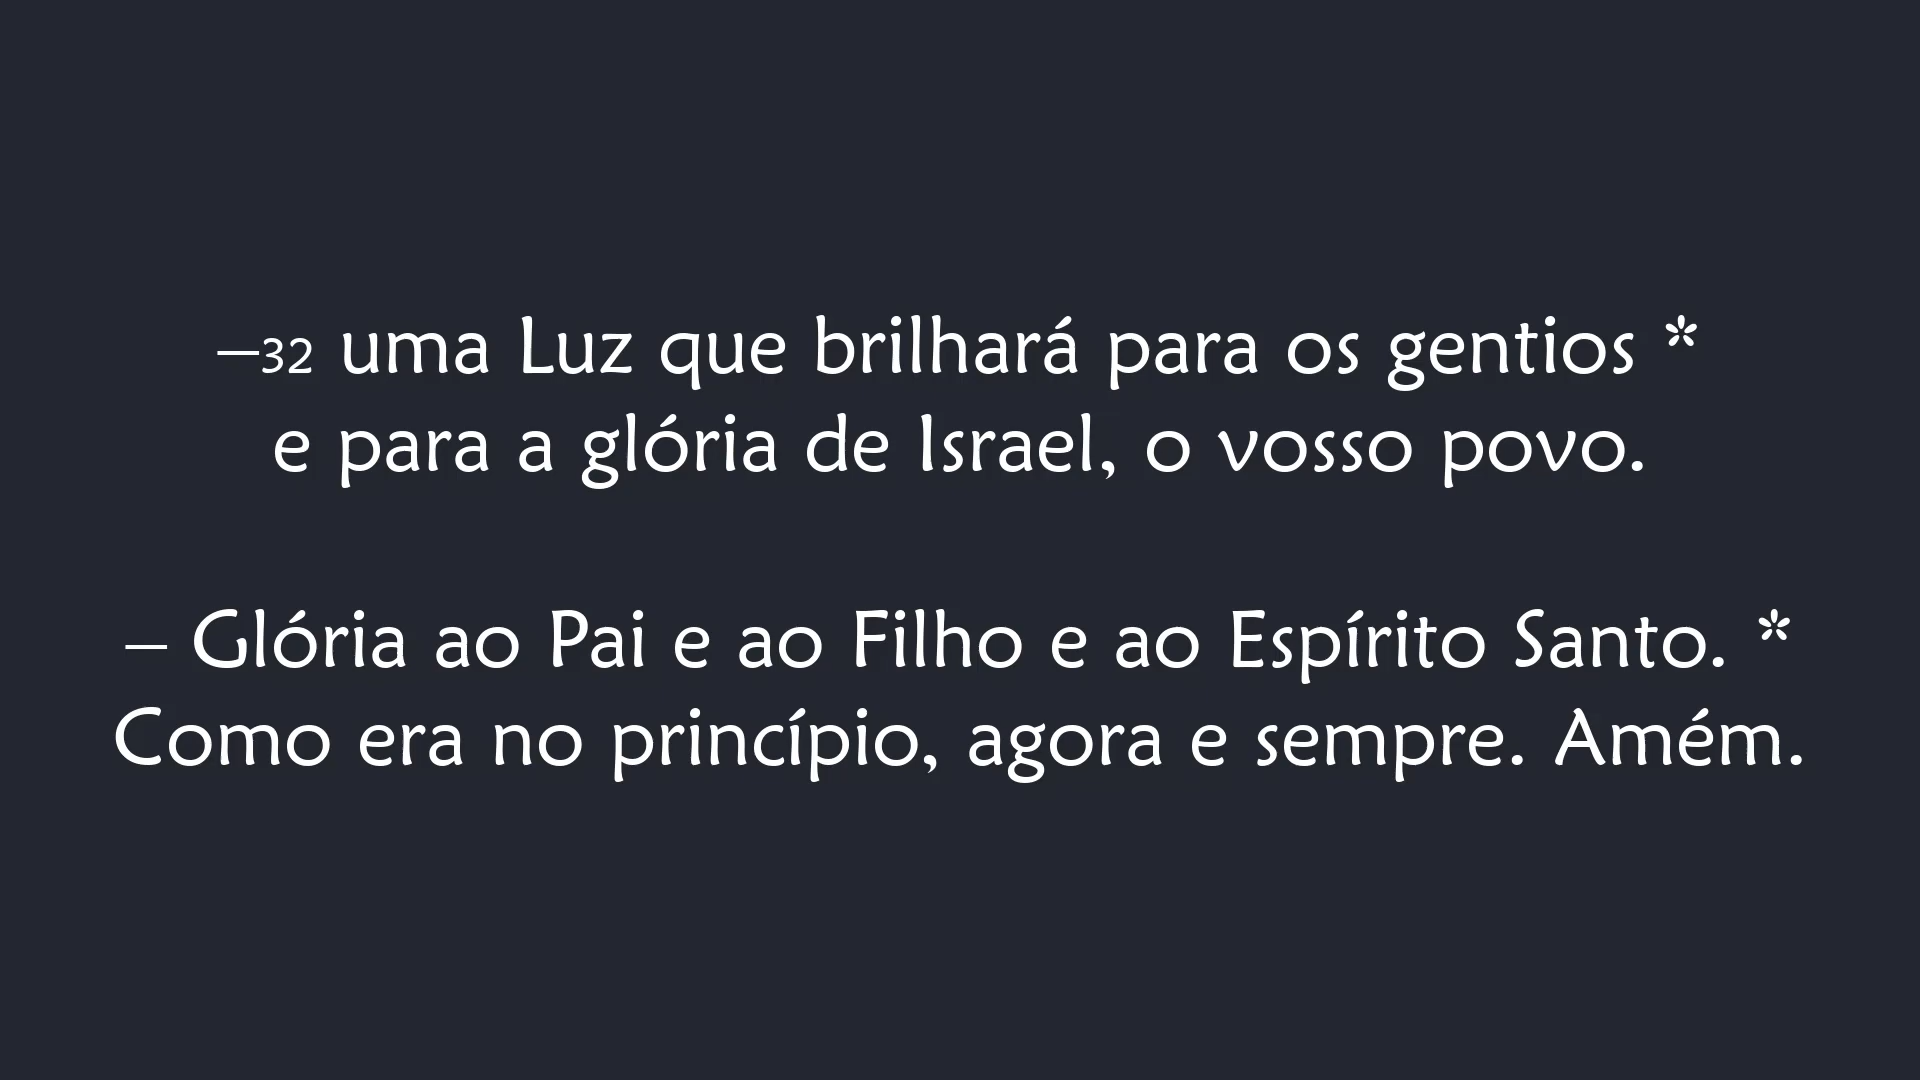 –32 uma Luz que brilhará para os gentios *
e para a glória de Israel, o vosso povo.
– Glória ao Pai e ao Filho e ao Espírito Santo. *
Como era no princípio, agora e sempre. Amém.